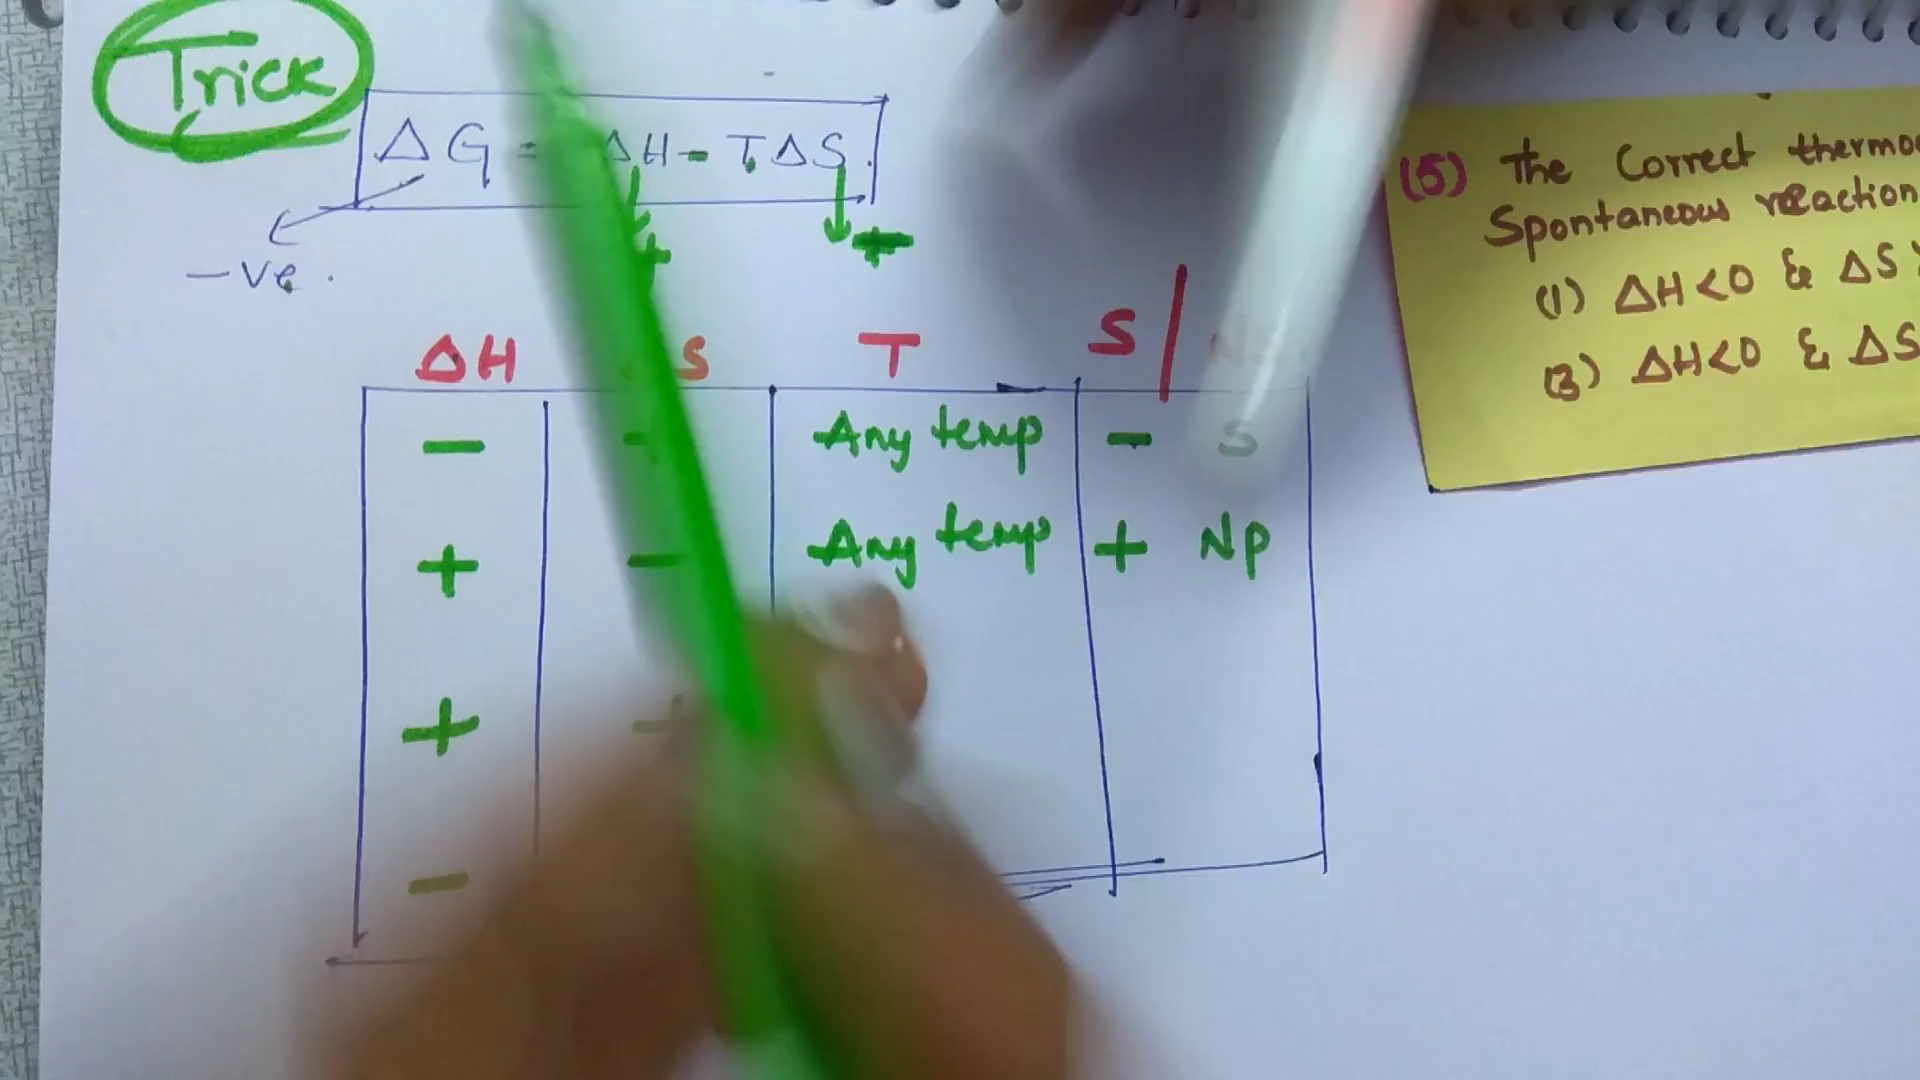 Trick
ΔG = ΔH - TΔS.
+ +
-ve.
ΔH S T S/
- Any temp - S
+ - Any temp + NP
+ +
-
(5) The Correct
Spontaneous reaction
(1) ΔH<0 & ΔS
(3) ΔH<0 & ΔS